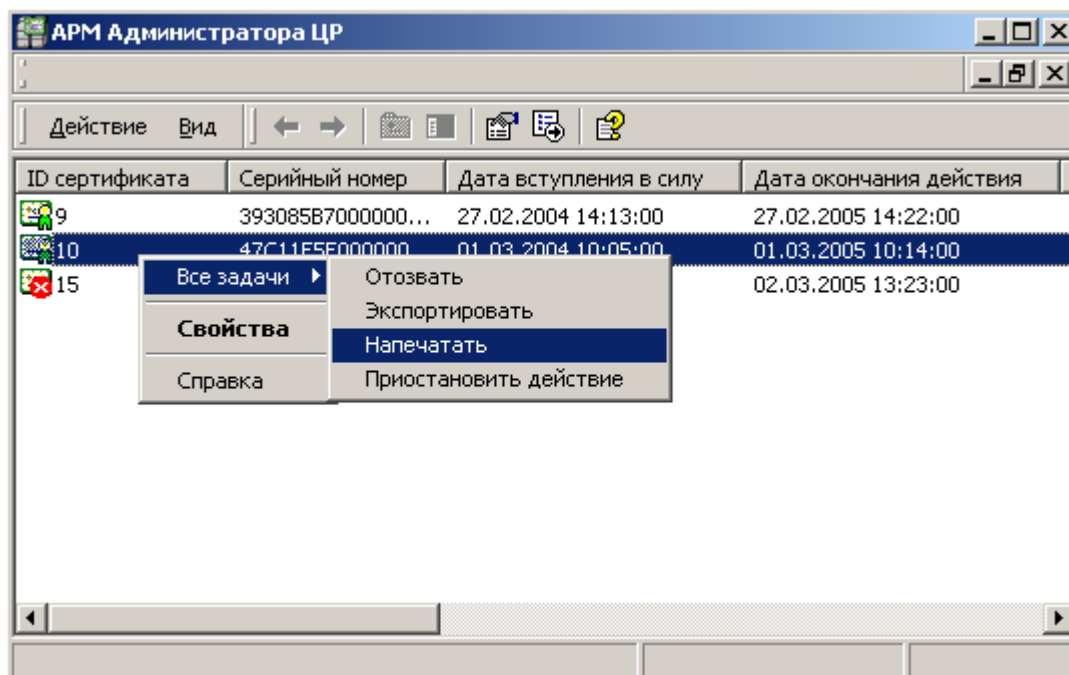 АРМ Администратора ЦР
Действие Вид
ID сертификата Серийный номер Дата вступления в силу Дата окончания действия
9 393085B7000000... 27.02.2004 14:13:00 27.02.2005 14:22:00
10 01.03.2004 10:05:00 01.03.2005 10:14:00
15 02.03.2005 13:23:00
Все задачи Отозвать
Экспортировать
Свойства
Напечатать
Справка Приостановить действие